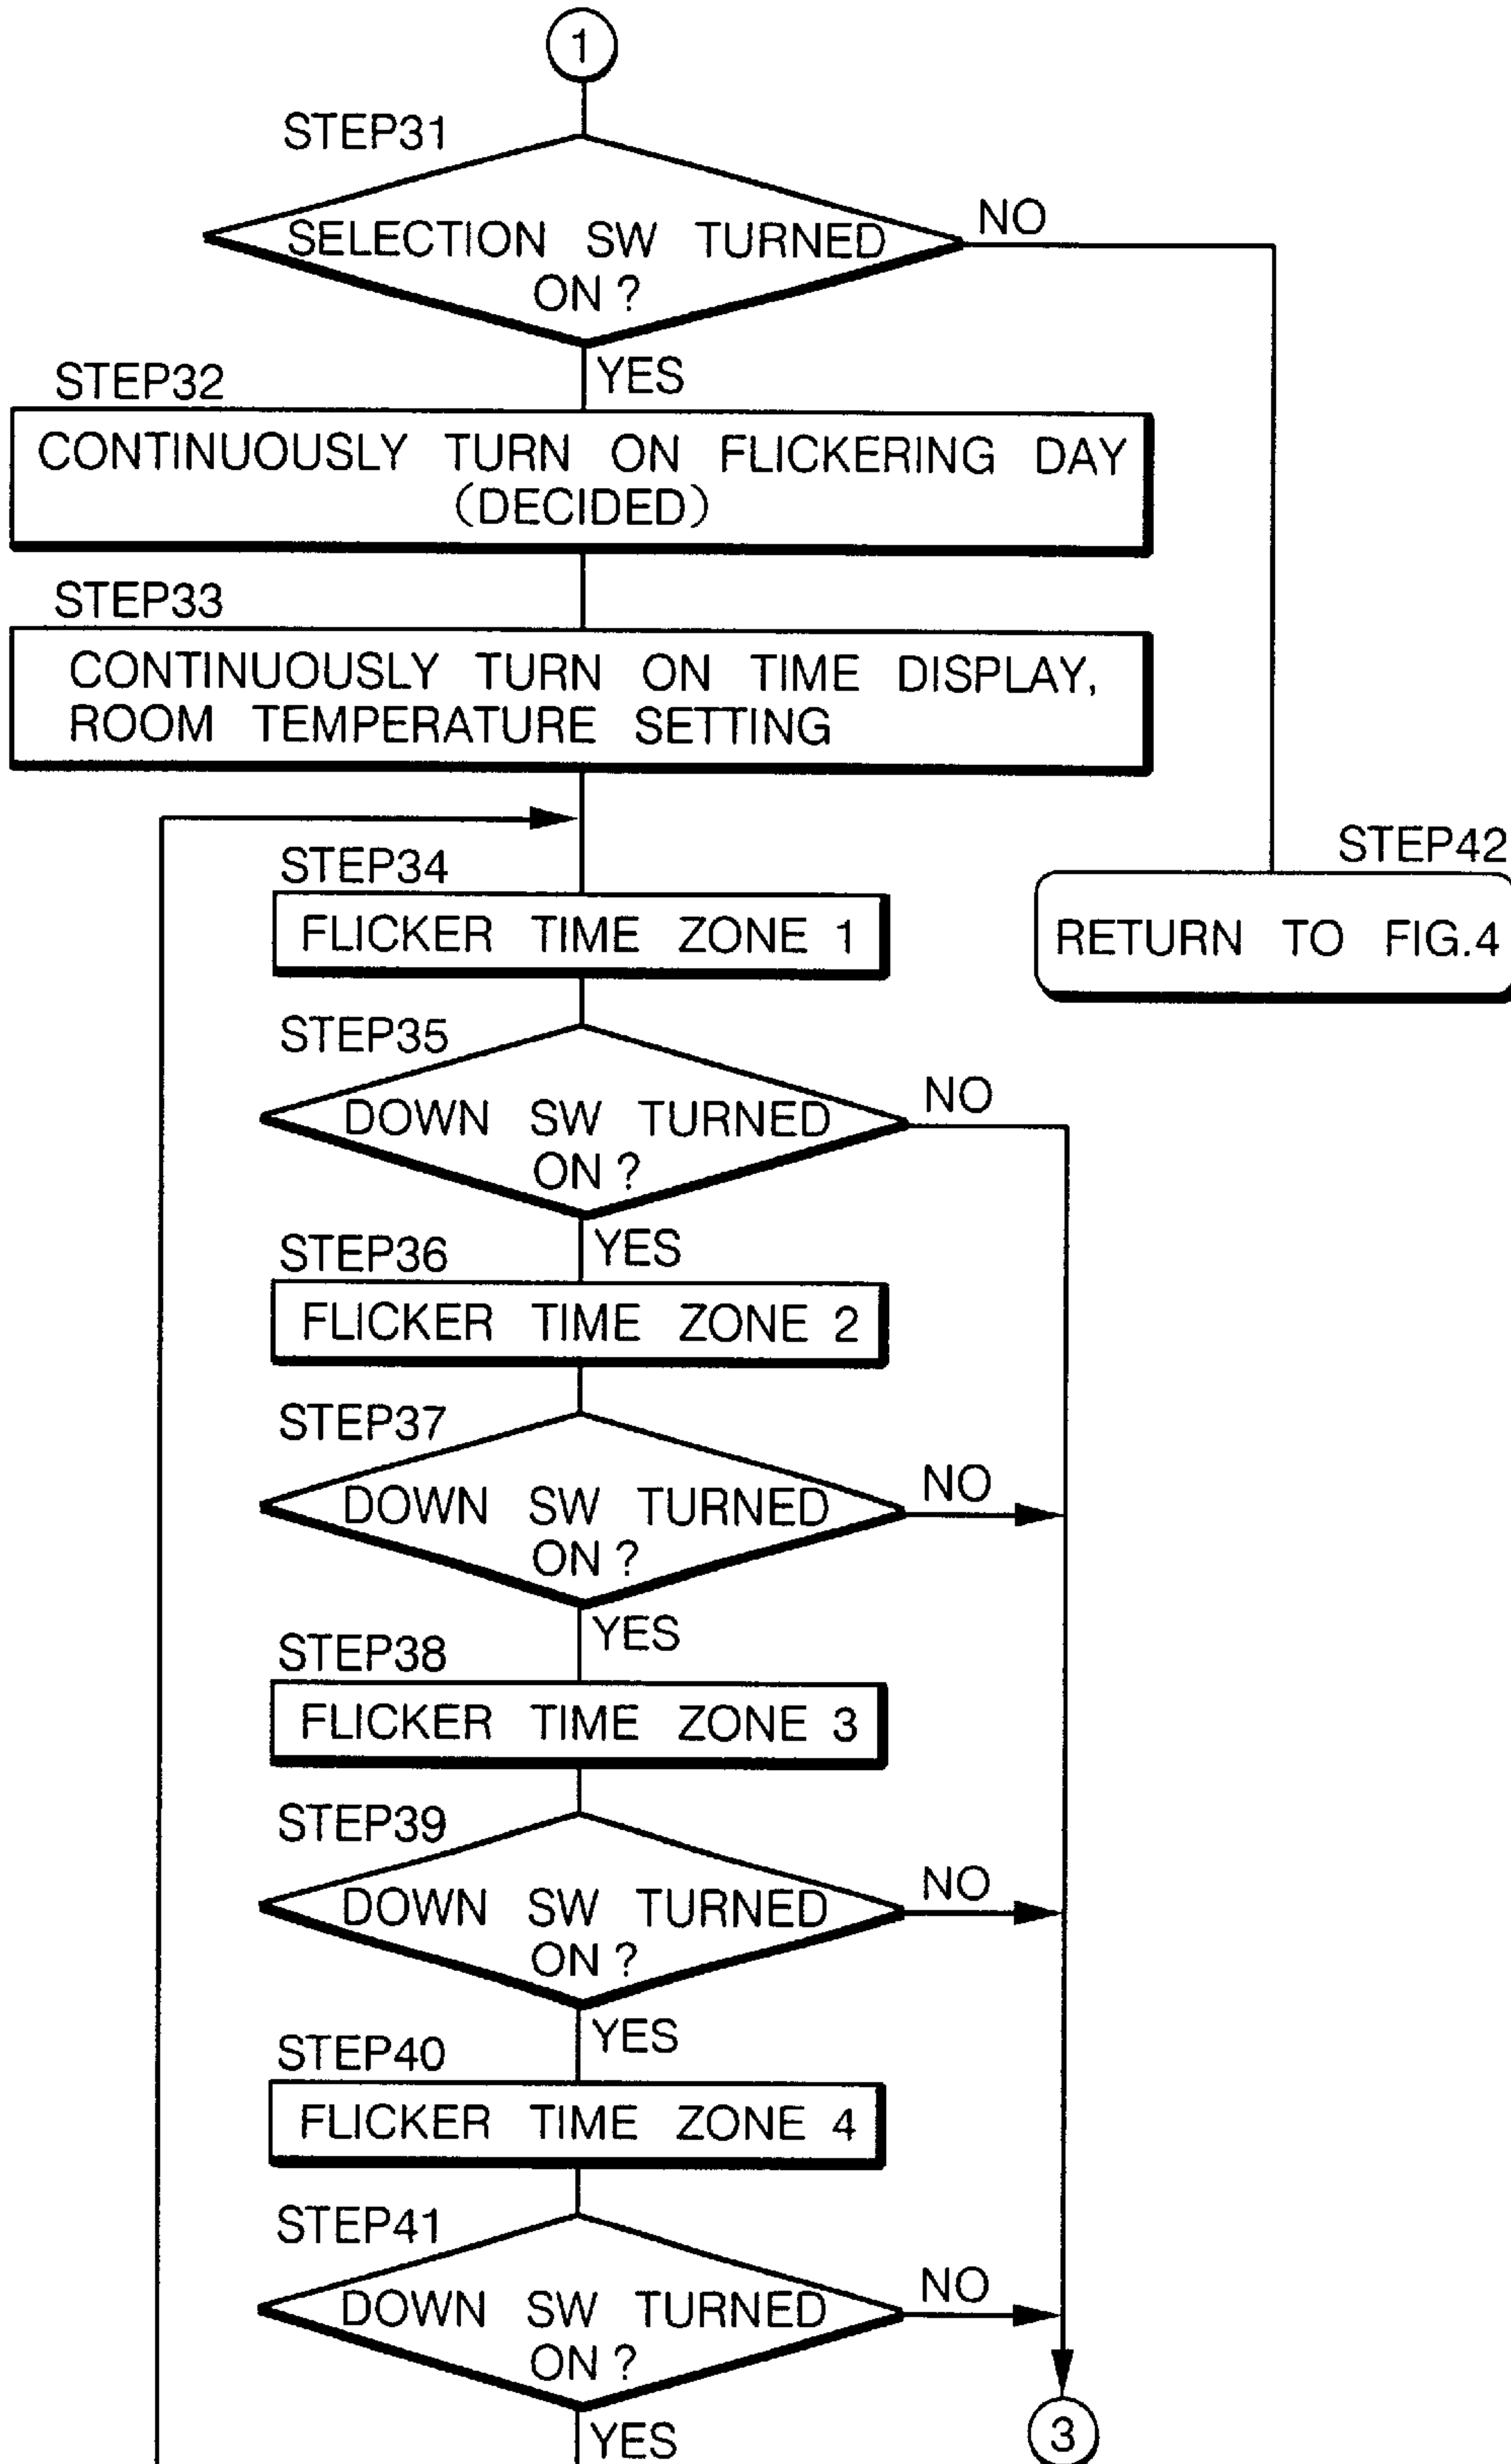 1
STEP31
SELECTION SW TURNED
ON?
NO
YES
STEP32
CONTINUOUSLY TURN ON FLICKERING DAY
(DECIDED)
STEP33
CONTINUOUSLY TURN ON TIME DISPLAY,
ROOM TEMPERATURE SETTING
STEP42
RETURN TO FIG.4
STEP34
FLICKER TIME ZONE 1
STEP35
DOWN SW TURNED
ON?
NO
YES
STEP36
FLICKER TIME ZONE 2
STEP37
DOWN SW TURNED
ON?
NO
YES
STEP38
FLICKER TIME ZONE 3
STEP39
DOWN SW TURNED
ON?
NO
YES
STEP40
FLICKER TIME ZONE 4
STEP41
DOWN SW TURNED
ON?
NO
YES
3